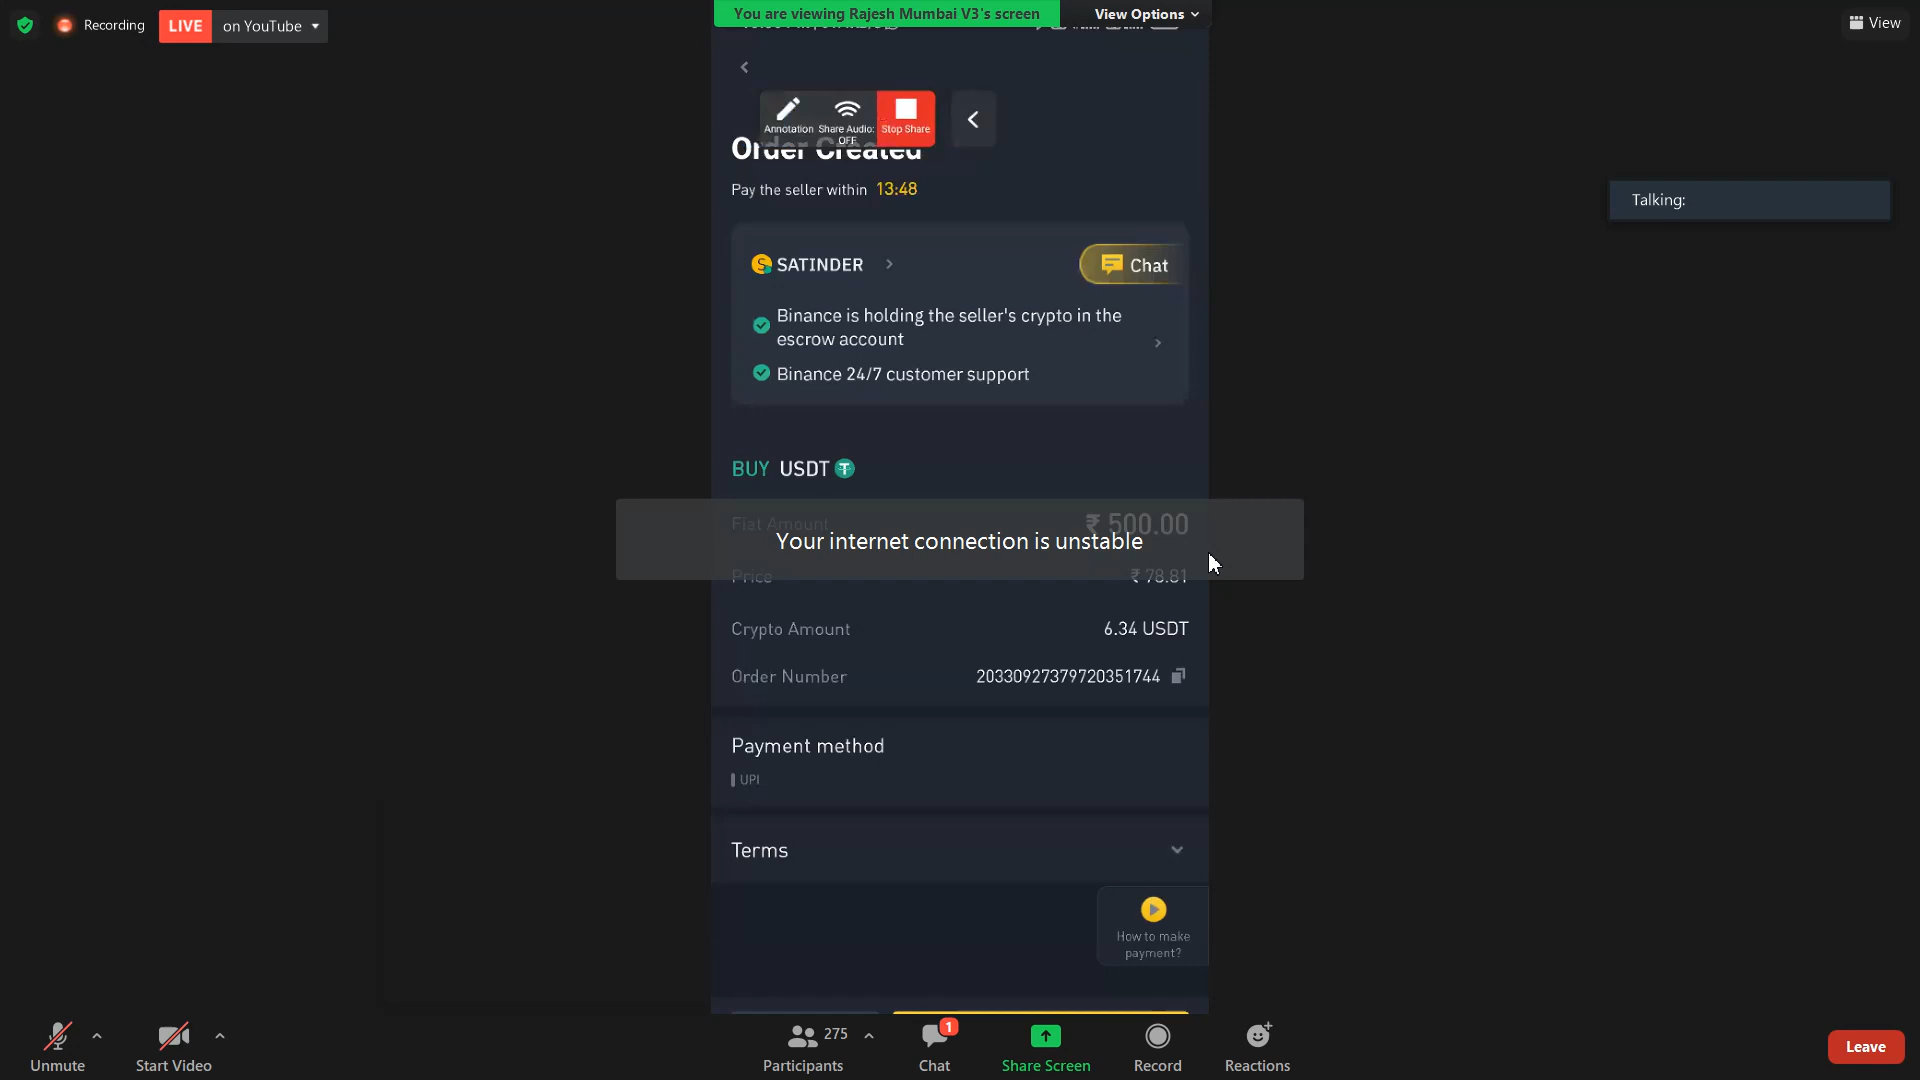 You are viewing Rajesh Mumbai V3's screen
View Options
Recording
LIVE
on YouTube
View
Annotation
Share Audio:
OFF
Stop Share
Order Created
Pay the seller within 13:48
Talking:
SATINDER
Chat
Binance is holding the seller's crypto in the
escrow account
Binance 24/7 customer support
BUY USDT
Fiat Amount ₹ 500.00
Your internet connection is unstable
Price ₹ 78.81
Crypto Amount 6.34 USDT
Order Number 20330927379720351744
Payment method
UPI
Terms
How to make
payment?
Unmute
Start Video
275
Participants
1
Chat
Share Screen
Record
Reactions
Leave